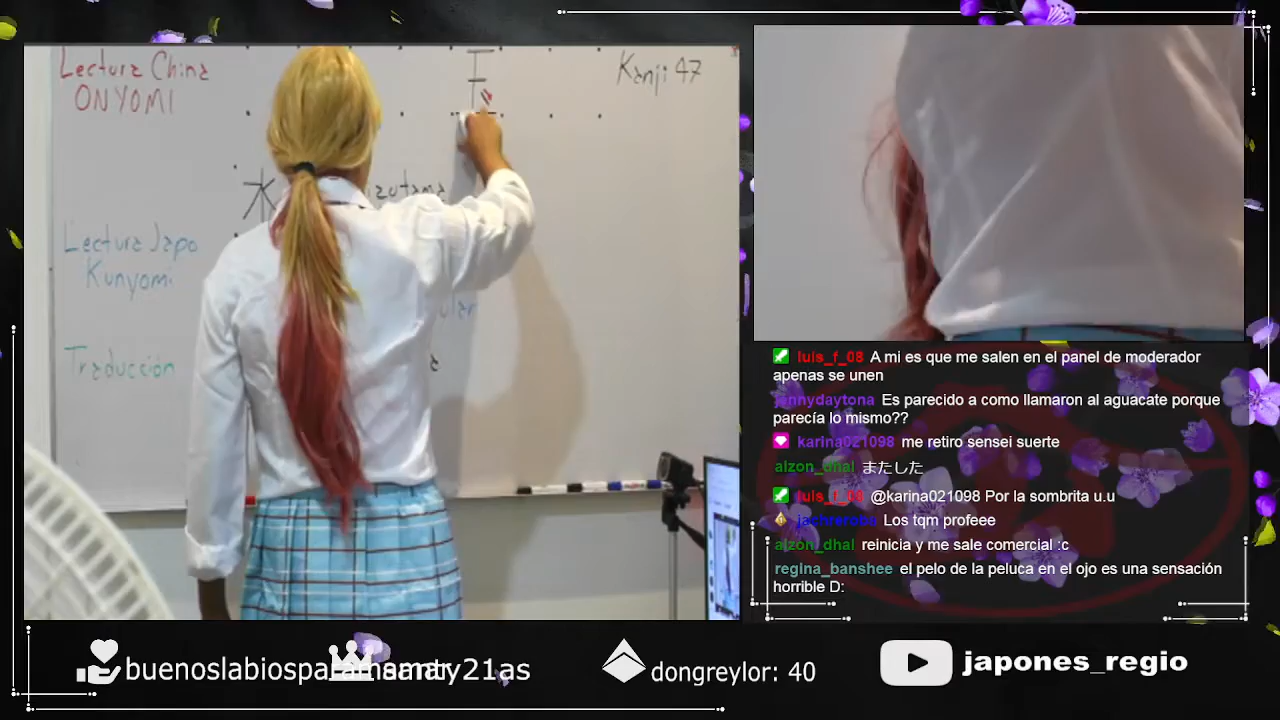 Lectura China
ONYOMI
Kanji 47
水
izutama
Lectura Japo
Kunyomi
Traducción
luis_f_08 A mi es que me salen en el panel de moderador
apenas se unen
jennydaytona Es parecido a como llamaron al aguacate porque
parecía lo mismo??
karina021098 me retiro sensei suerte
alzon_dhal またした
luis_f_08 @karina021098 Por la sombrita u.u
Los tqm profeee
alzon_dhal reinicia y me sale comercial :c
regina_banshee el pelo de la peluca en el ojo es una sensación
horrible D:
dongreylor: 40
japones_regio